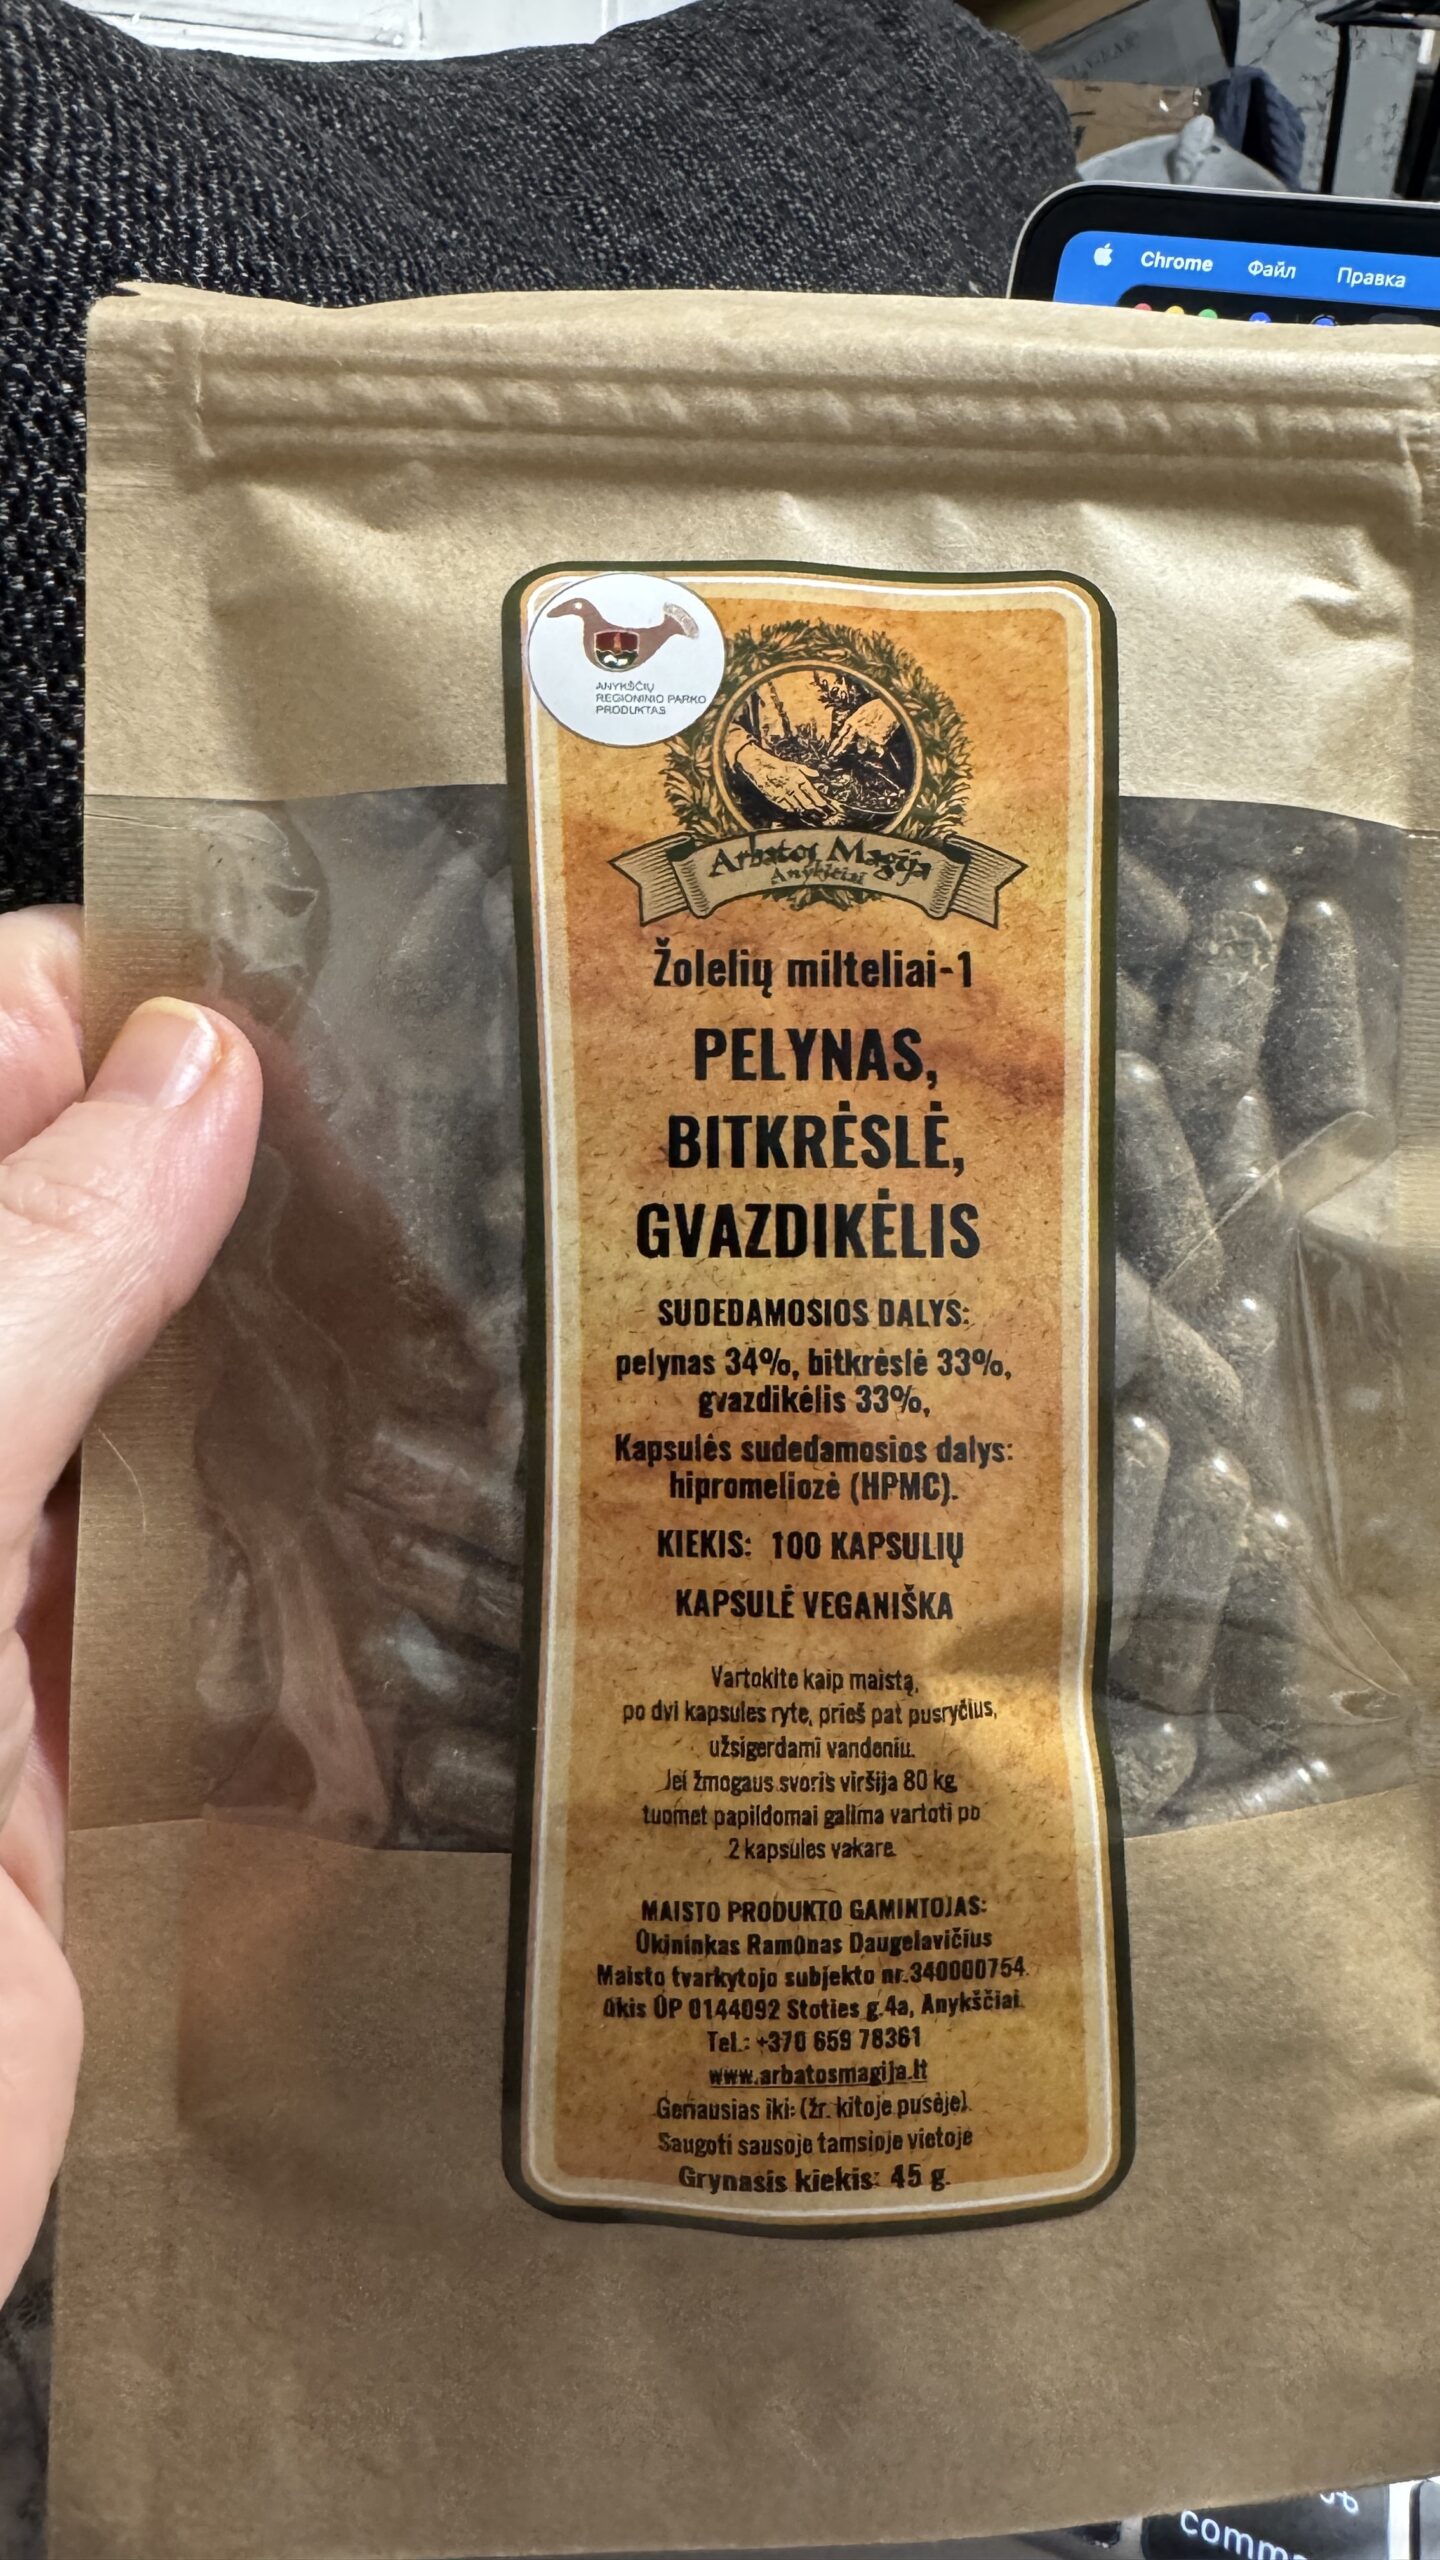 Chrome Файл Правка
ANYKŠČIŲ
REGIONINIO PARKO
PRODUKTAS
Arbatos Magija
Anykščiai
Žolelių milteliai-1
PELYNAS,
BITKRĖSLĖ,
GVAZDIKĖLIS
SUDEDAMOSIOS DALYS:
pelynas 34%, bitkrėslė 33%,
gvazdikėlis 33%,
Kapsulės sudedamosios dalys:
hipromeliozė (HPMC).
KIEKIS: 100 KAPSULIŲ
KAPSULĖ VEGANIŠKA
Vartokite kaip maistą,
po dvi kapsules ryte, prieš pat pusryčius,
užsigerdami vandeniu.
Jei žmogaus svoris viršija 80 kg
tuomet papildomai galima vartoti po
2 kapsules vakare.
MAISTO PRODUKTO GAMINTOJAS:
Ūkininkas Ramūnas Daugelavičius
Maisto tvarkytojo subjekto nr.340000754
ūkis ŪP 0144092 Stoties g.4a, Anykščiai
Tel.: +370 659 78361
www.arbatosmagija.lt
Geriausias iki: (žr. kitoje pusėje)
Saugoti sausoje tamsioje vietoje
Grynasis kiekis: 45 g.